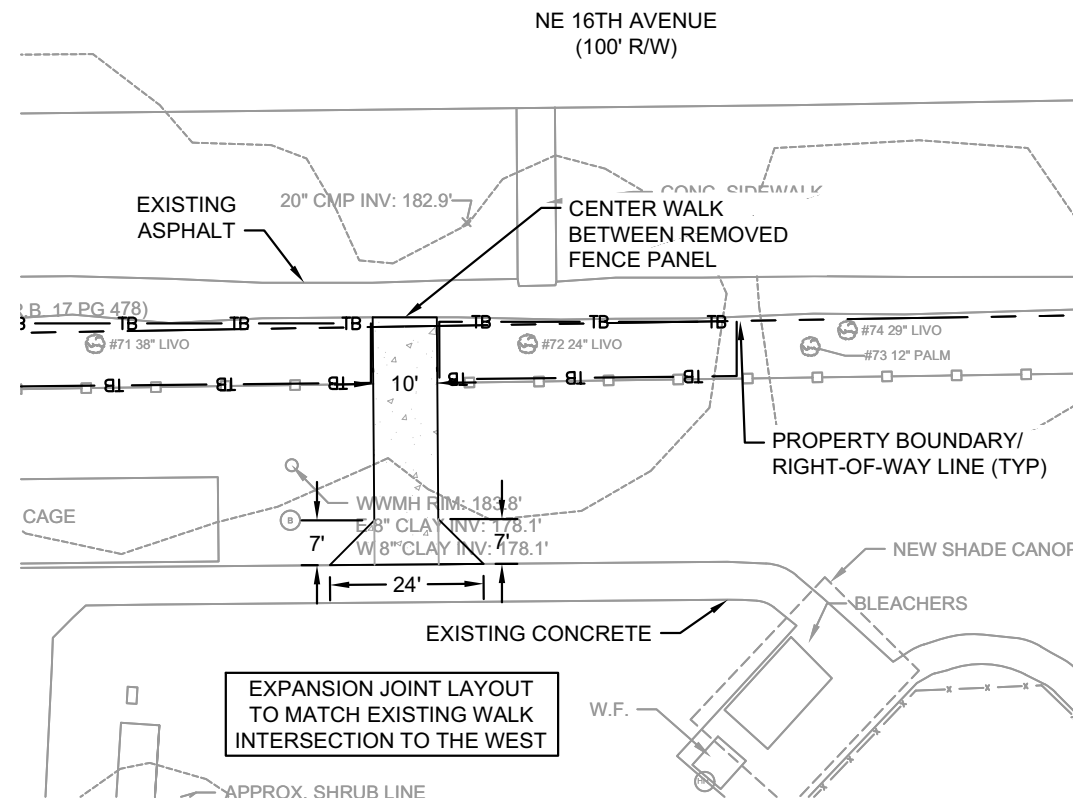 NE 16TH AVENUE
(100' R/W)
20" CMP INV: 182.9'
CONC. SIDEWALK
EXISTING
ASPHALT
CENTER WALK
BETWEEN REMOVED
FENCE PANEL
.B. 17 PG 478)
TB TB TB TB TB TB TB
#71 38" LIVO
#72 24" LIVO
#74 29" LIVO
#73 12" PALM
TB TB TB TB TB TB
10'
PROPERTY BOUNDARY/
RIGHT-OF-WAY LINE (TYP)
CAGE
B
WWMH RIM: 183.8'
E 8" CLAY INV: 178.1'
W 8" CLAY INV: 178.1'
7'
7'
24'
NEW SHADE CANOP
BLEACHERS
EXISTING CONCRETE
EXPANSION JOINT LAYOUT
TO MATCH EXISTING WALK
INTERSECTION TO THE WEST
W.F.
APPROX. SHRUB LINE